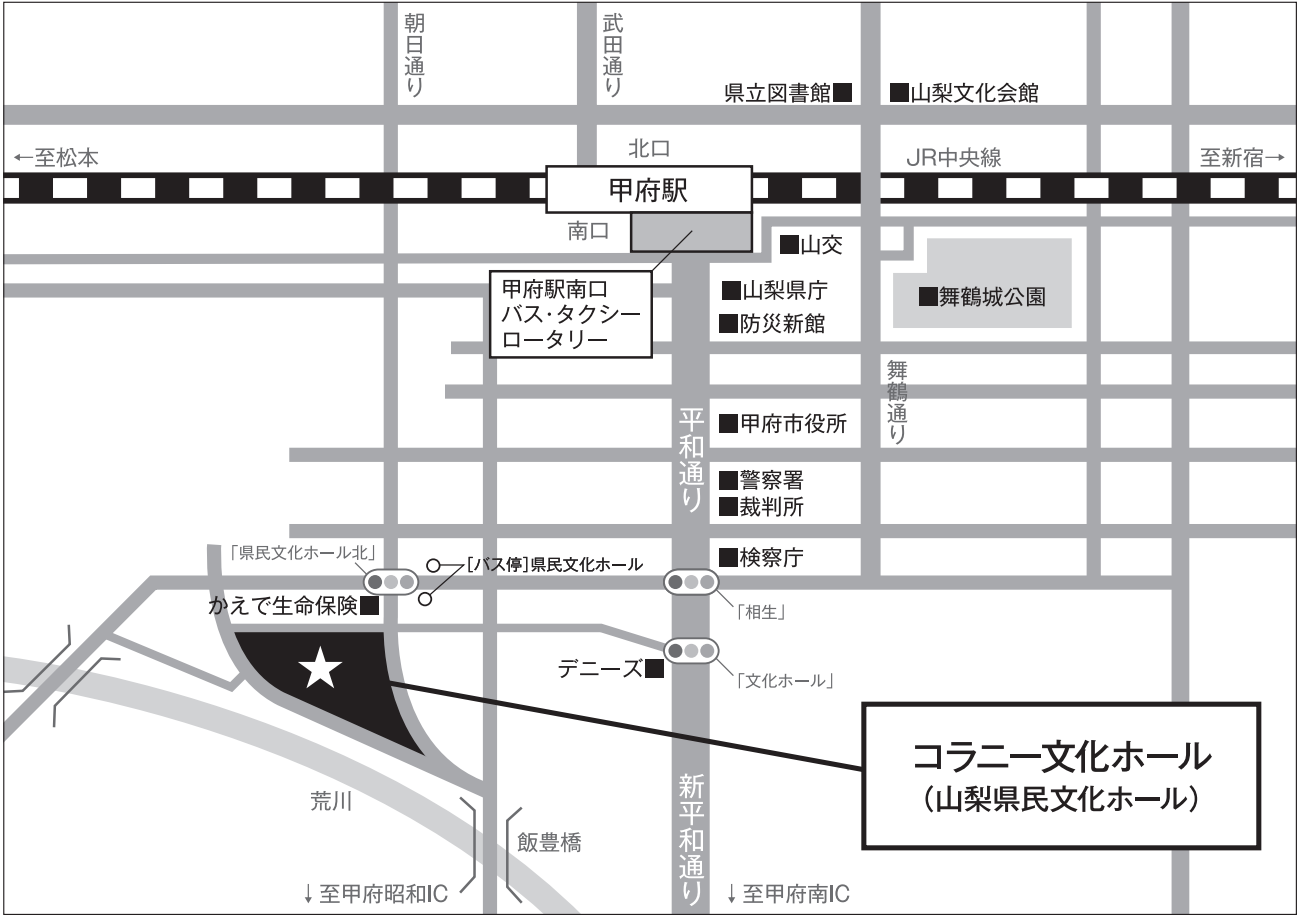 朝日通り
武田通り
県立図書館■
■山梨文化会館
←至松本
北口
JR中央線
至新宿→
甲府駅
南口
■山交
甲府駅南口
バス・タクシー
ロータリー
■山梨県庁
■防災新館
■舞鶴城公園
舞鶴通り
平和通り
■甲府市役所
■警察署
■裁判所
■検察庁
「県民文化ホール北」
[バス停]県民文化ホール
かえで生命保険■
「相生」
デニーズ■
「文化ホール」
コラニー文化ホール
(山梨県民文化ホール)
荒川
飯豊橋
新平和通り
↓至甲府昭和IC
↓至甲府南IC